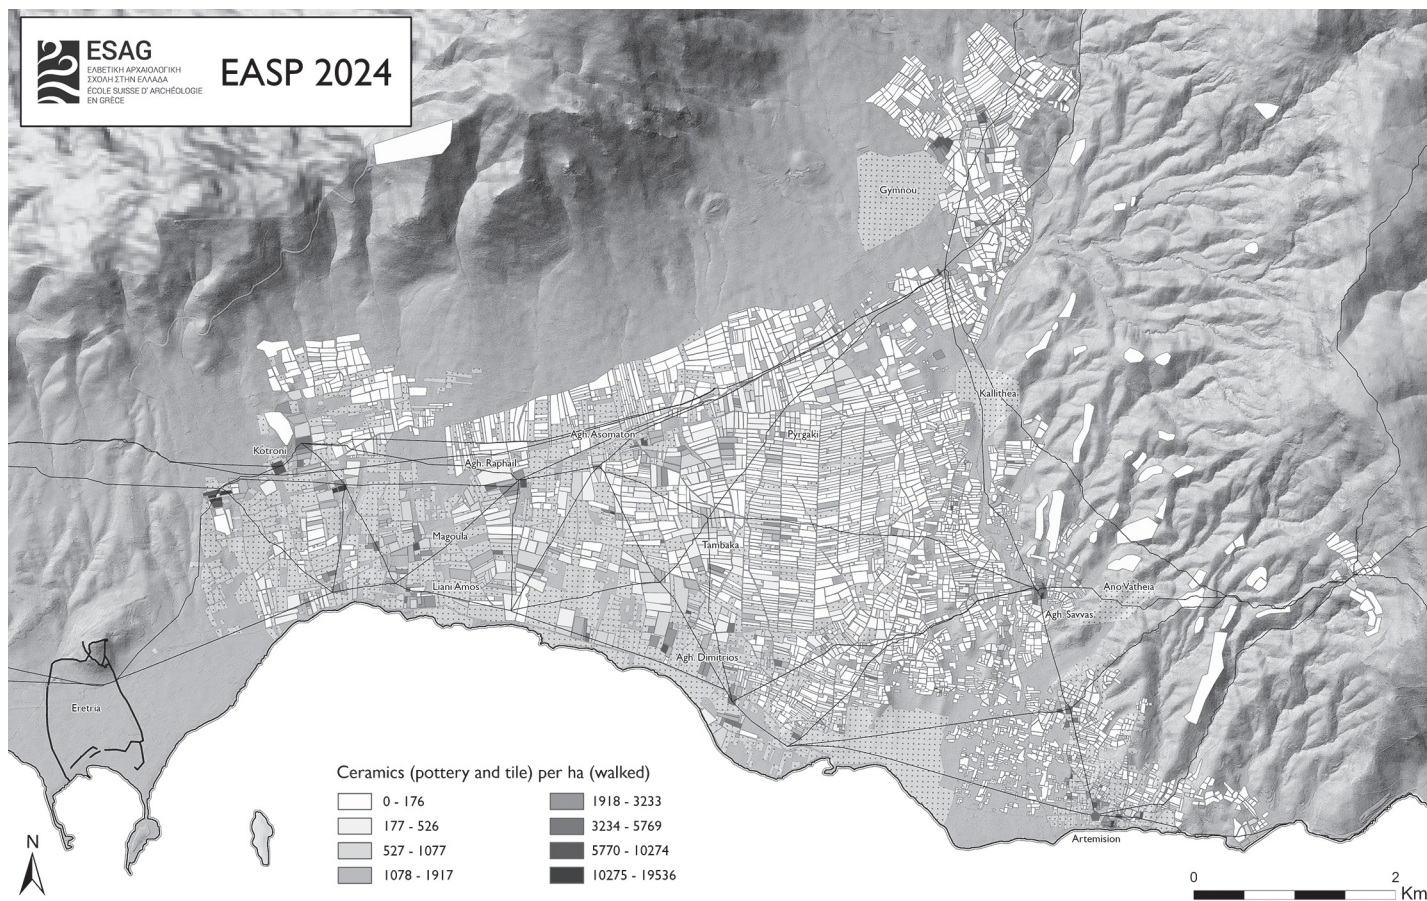 ESAG
ΕΛΒΕΤΙΚΗ ΑΡΧΑΙΟΛΟΓΙΚΗ
ΣΧΟΛΗ ΣΤΗΝ ΕΛΛΑΔΑ
ÉCOLE SUISSE D' ARCHÉOLOGIE
EN GRÈCE
EASP 2024
Gymnou
Kallithea
Agh. Asomaton
Pyrgaki
Kotroni
Agh. Raphail
Magoula
Tambaka
Liani Amos
Ano Vatheia
Agh. Savvas
Agh. Dimitrios
Eretria
Artemision
Ceramics (pottery and tile) per ha (walked)
0 - 176
177 - 526
527 - 1077
1078 - 1917
1918 - 3233
3234 - 5769
5770 - 10274
10275 - 19536
N
0 2
Km